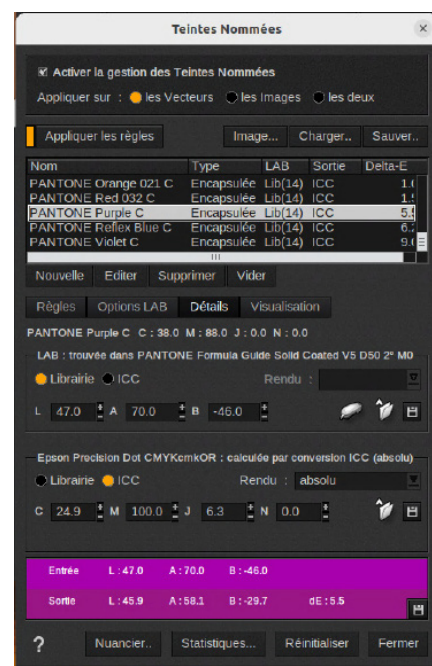 Teintes Nommées
Activer la gestion des Teintes Nommées
Appliquer sur : les Vecteurs les Images les deux
Appliquer les règles Image... Charger.. Sauver..
Nom Type LAB Sortie Delta-E
PANTONE Orange 021 C Encapsulée Lib(14) ICC
PANTONE Red 032 C Encapsulée Lib(14) ICC
PANTONE Purple C Encapsulée Lib(14) ICC 5.5
PANTONE Reflex Blue C Encapsulée Lib(14) ICC
PANTONE Violet C Encapsulée Lib(14) ICC
Nouvelle Editer Supprimer Vider
Règles Options LAB Détails Visualisation
PANTONE Purple C C : 38.0 M : 88.0 J : 0.0 N : 0.0
LAB : trouvée dans PANTONE Formula Guide Solid Coated V5 D50 2° M0
Librairie ICC Rendu :
L 47.0 A 70.0 B -46.0
Epson Precision Dot CMYKcmkOR : calculée par conversion ICC (absolu)
Librairie ICC Rendu : absolu
C 24.9 M 100.0 J 6.3 N 0.0
Entrée L : 47.0 A : 70.0 B : -46.0
Sortie L : 45.9 A : 58.1 B : -29.7 dE : 5.5
? Nuancier.. Statistiques... Réinitialiser Fermer